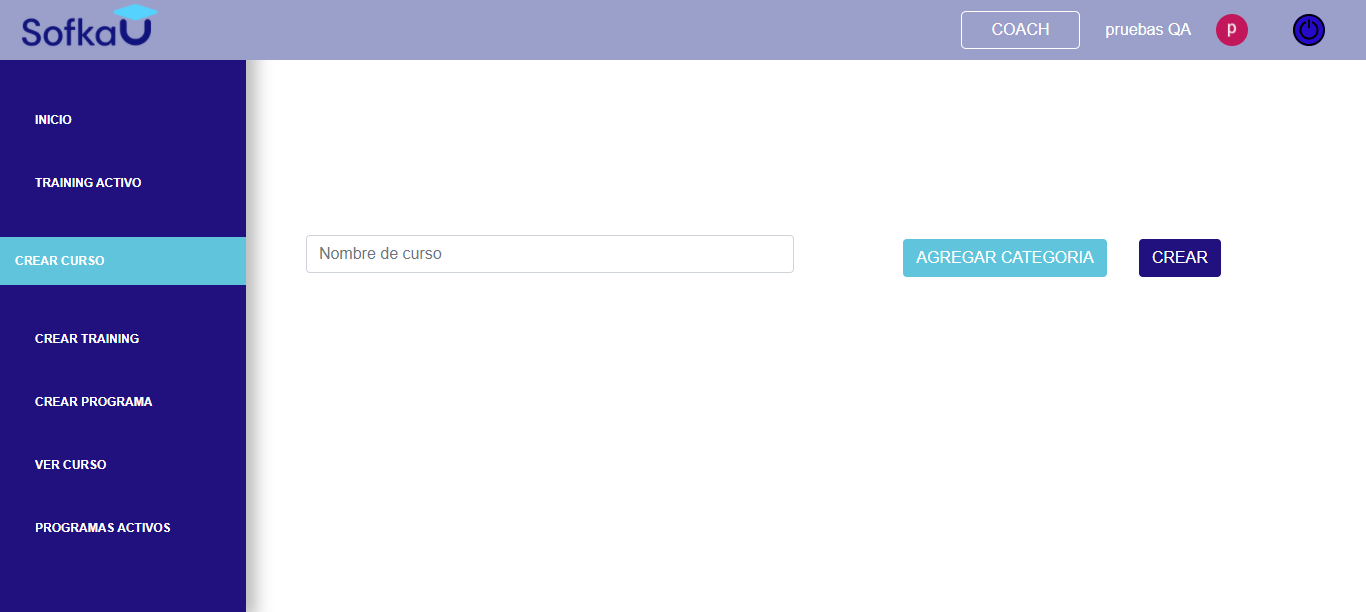 SofkaU
COACH
pruebas QA
p
INICIO
TRAINING ACTIVO
CREAR CURSO
Nombre de curso
AGREGAR CATEGORIA
CREAR
CREAR TRAINING
CREAR PROGRAMA
VER CURSO
PROGRAMAS ACTIVOS